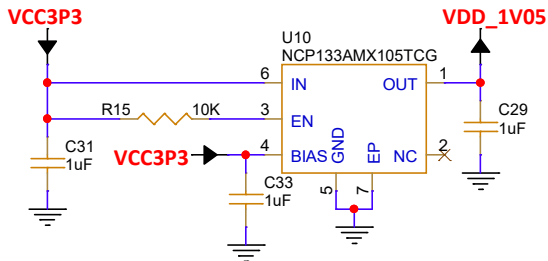 VCC3P3
VDD_1V05
U10
NCP133AMX105TCG
6 IN OUT 1
R15 10K 3 EN
C31
1uF
VCC3P3 4 BIAS GND EP NC 2
C29
1uF
C33
1uF
5 7